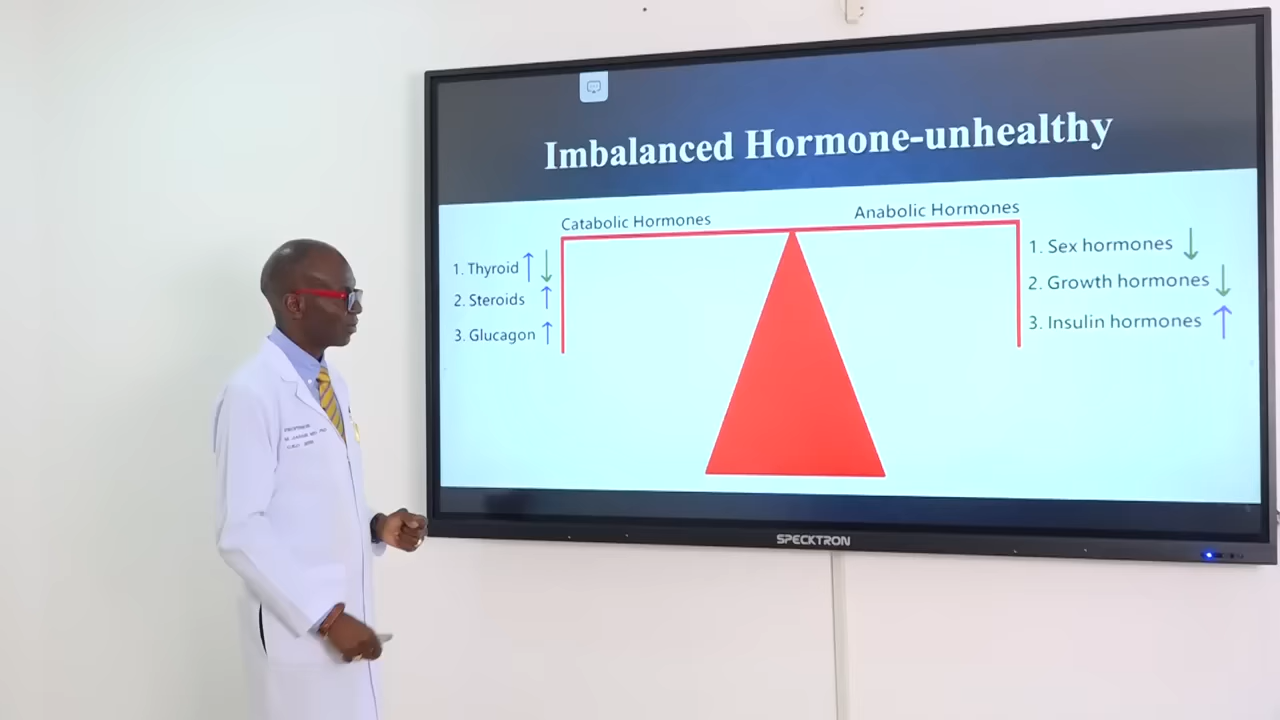 Imbalanced Hormone-unhealthy
Catabolic Hormones
1. Thyroid ↑ ↓
2. Steroids ↑
3. Glucagon ↑
Anabolic Hormones
1. Sex hormones ↓
2. Growth hormones ↓
3. Insulin hormones ↑
SPECKTRON